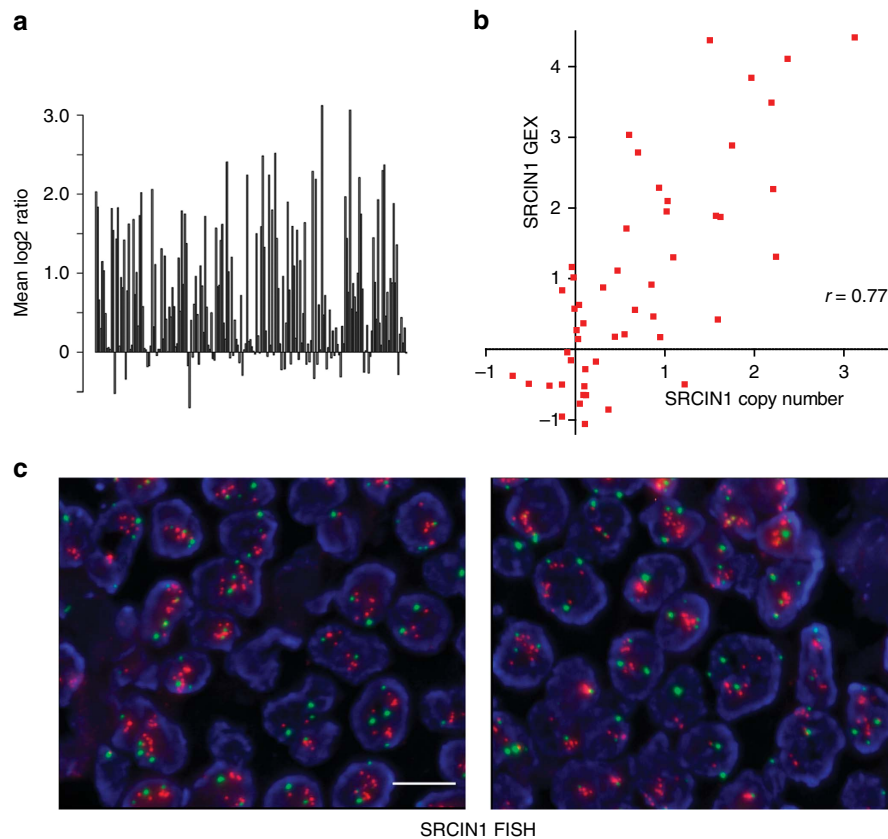 a
3.0
2.0
1.0
0
Mean log2 ratio
b
4
3
2
1
–1
–1
1
2
3
SRCIN1 GEX
r = 0.77
SRCIN1 copy number
c
SRCIN1 FISH